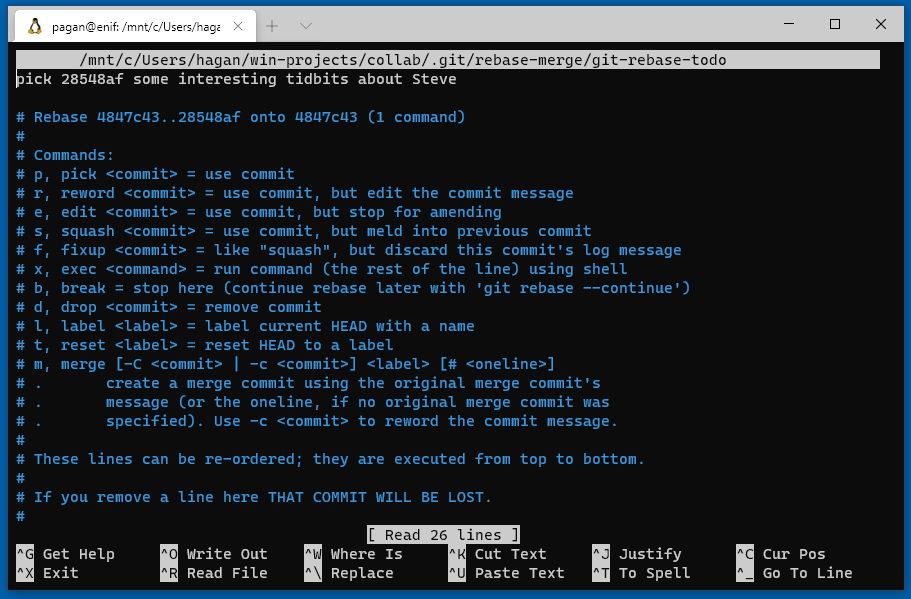 pagan@enif: /mnt/c/Users/haga
/mnt/c/Users/hagan/win-projects/collab/.git/rebase-merge/git-rebase-todo
pick 28548af some interesting tidbits about Steve
# Rebase 4847c43..28548af onto 4847c43 (1 command)
#
# Commands:
# p, pick <commit> = use commit
# r, reword <commit> = use commit, but edit the commit message
# e, edit <commit> = use commit, but stop for amending
# s, squash <commit> = use commit, but meld into previous commit
# f, fixup <commit> = like "squash", but discard this commit's log message
# x, exec <command> = run command (the rest of the line) using shell
# b, break = stop here (continue rebase later with 'git rebase --continue')
# d, drop <commit> = remove commit
# l, label <label> = label current HEAD with a name
# t, reset <label> = reset HEAD to a label
# m, merge [-C <commit> | -c <commit>] <label> [# <oneline>]
# .       create a merge commit using the original merge commit's
# .       message (or the oneline, if no original merge commit was
# .       specified). Use -c <commit> to reword the commit message.
#
# These lines can be re-ordered; they are executed from top to bottom.
#
# If you remove a line here THAT COMMIT WILL BE LOST.
#
[ Read 26 lines ]
^G Get Help ^O Write Out ^W Where Is ^K Cut Text ^J Justify ^C Cur Pos
^X Exit ^R Read File ^\ Replace ^U Paste Text ^T To Spell ^_ Go To Line